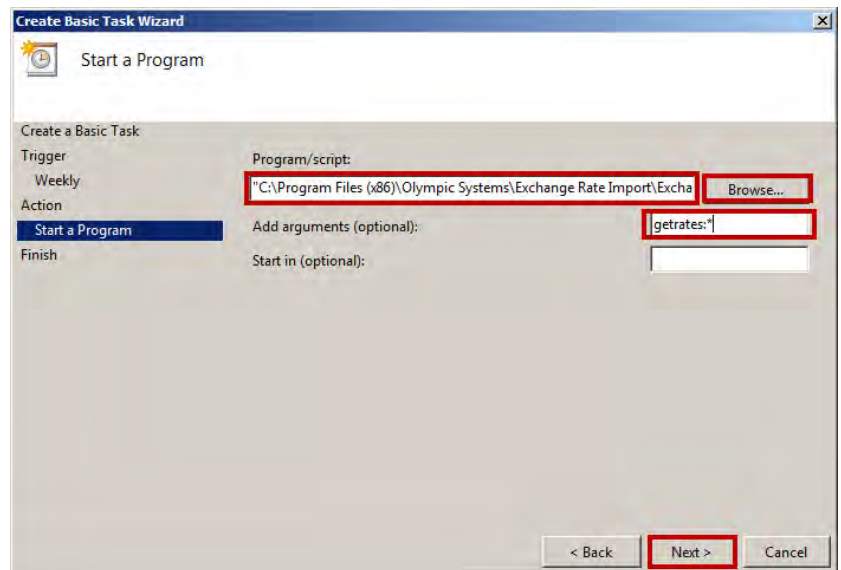 Create Basic Task Wizard
Start a Program
Create a Basic Task
Trigger
Weekly
Action
Start a Program
Finish
Program/script:
"C:\Program Files (x86)\Olympic Systems\Exchange Rate Import\Excha
Browse...
Add arguments (optional):
getrates:*
Start in (optional):
< Back
Next >
Cancel